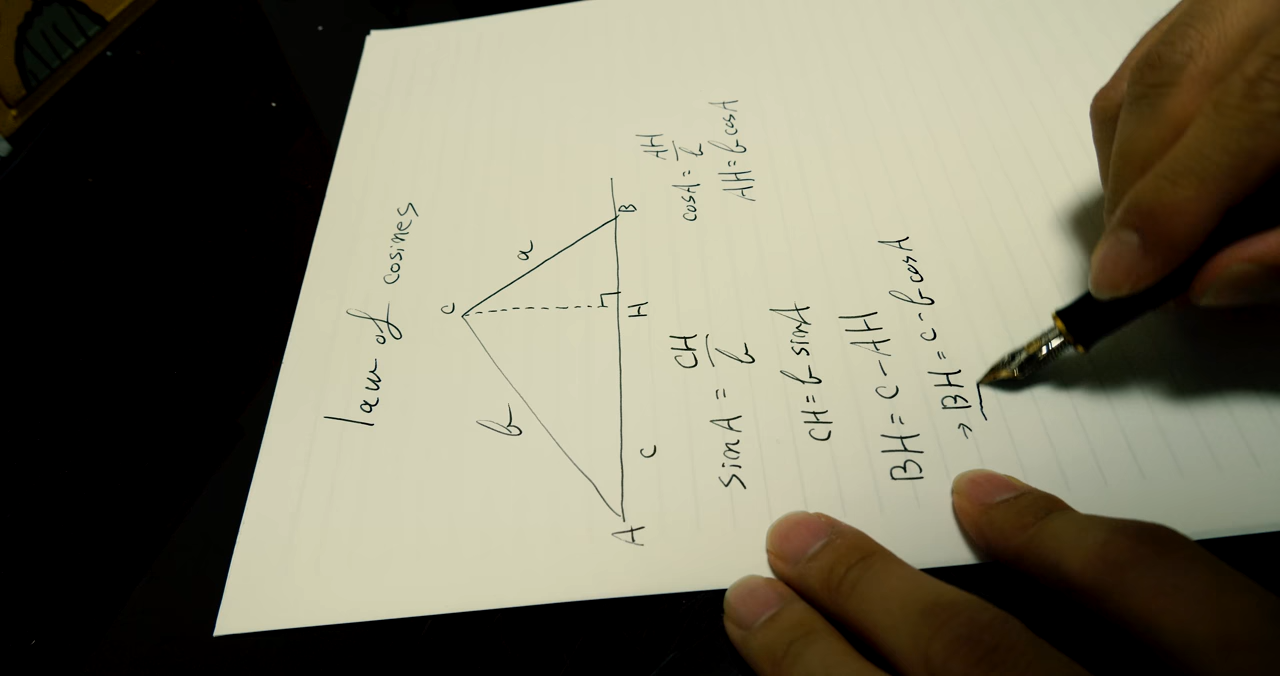 law of cosines
C
b
a
A
H
B
c
sinA = CH/b
cosA = AH/b
AH = b cosA
CH = b sinA
BH = c - AH
→ BH = c - b cosA